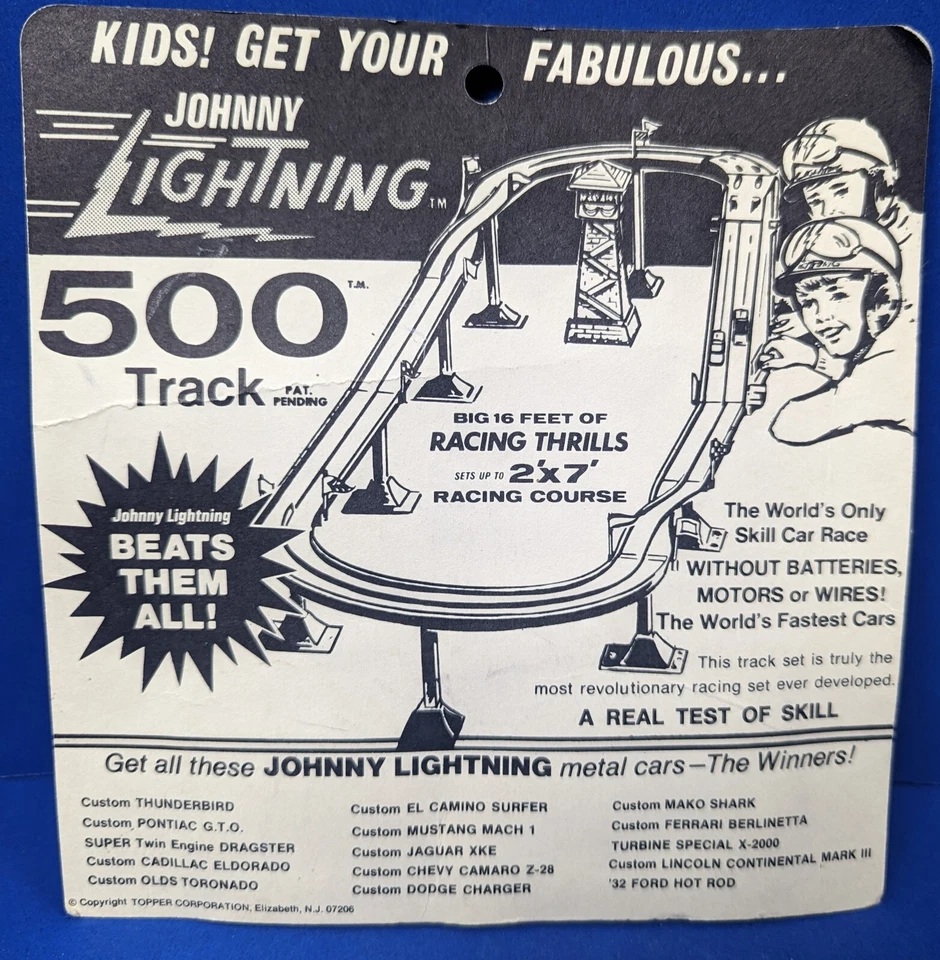 KIDS! GET YOUR FABULOUS...
JOHNNY
LIGHTNING TM
500 T.M.
Track PAT. PENDING
BIG 16 FEET OF
RACING THRILLS
SETS UP TO 2'x7'
RACING COURSE
Johnny Lightning
BEATS
THEM
ALL!
The World's Only
Skill Car Race
WITHOUT BATTERIES,
MOTORS or WIRES!
The World's Fastest Cars
This track set is truly the
most revolutionary racing set ever developed.
A REAL TEST OF SKILL
Get all these JOHNNY LIGHTNING metal cars—The Winners!
Custom THUNDERBIRD
Custom PONTIAC G.T.O.
SUPER Twin Engine DRAGSTER
Custom CADILLAC ELDORADO
Custom OLDS TORONADO
Custom EL CAMINO SURFER
Custom MUSTANG MACH 1
Custom JAGUAR XKE
Custom CHEVY CAMARO Z-28
Custom DODGE CHARGER
Custom MAKO SHARK
Custom FERRARI BERLINETTA
TURBINE SPECIAL X-2000
Custom LINCOLN CONTINENTAL MARK III
'32 FORD HOT ROD
© Copyright TOPPER CORPORATION, Elizabeth, N.J. 07206